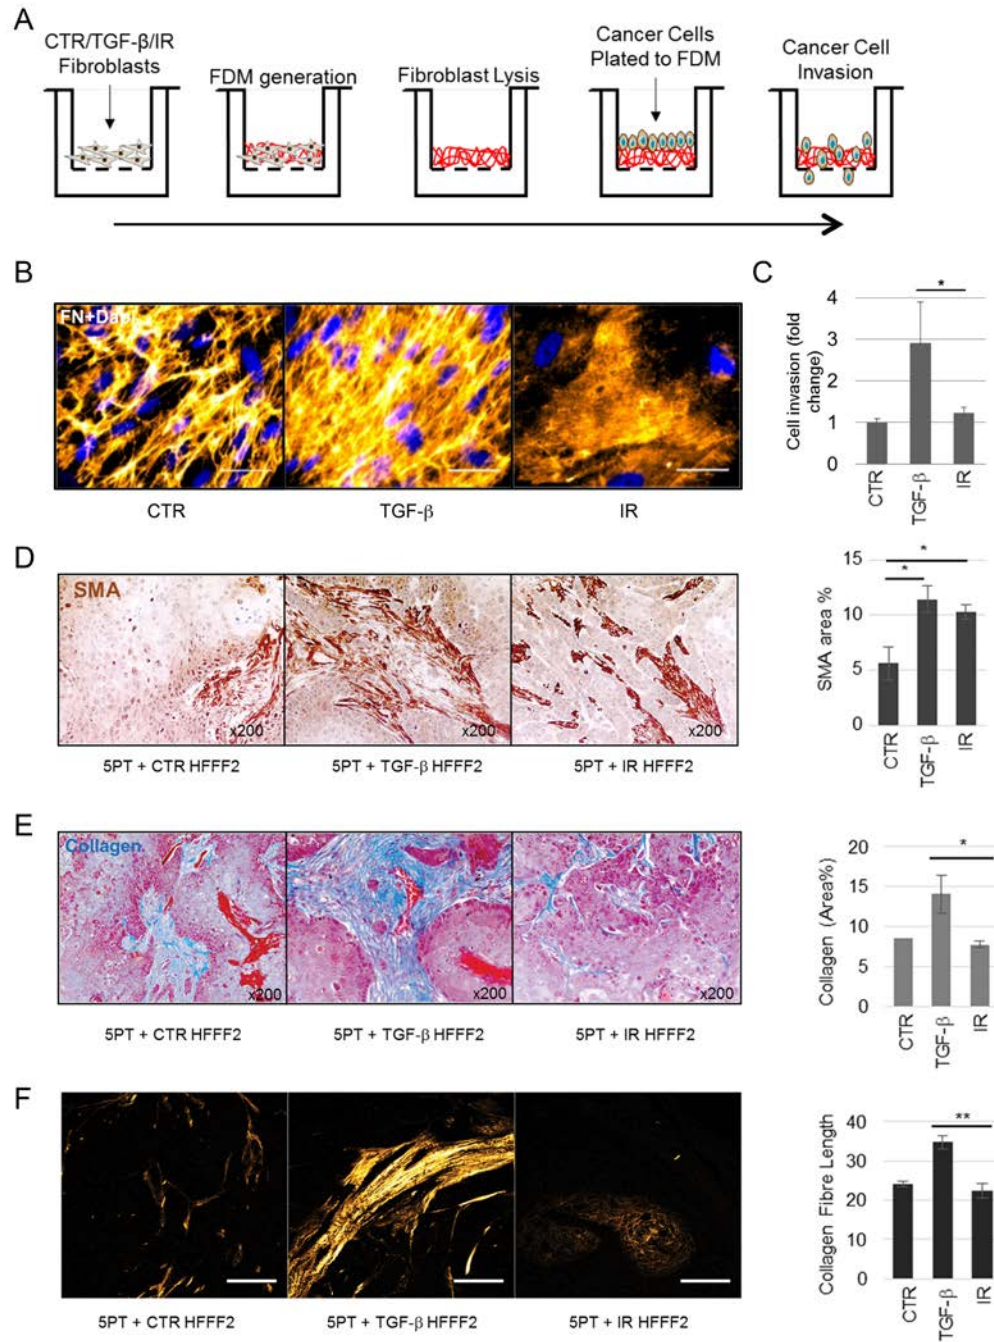 A
CTR/TGF-β/IR
Fibroblasts
FDM generation
Fibroblast Lysis
Cancer Cells
Plated to FDM
Cancer Cell
Invasion
B
FN+Dapi
CTR
TGF-β
IR
C
Cell invasion (fold
change)
4
3
2
1
0
*
CTR
TGF-β
IR
D
SMA
x200
x200
x200
5PT + CTR HFFF2
5PT + TGF-β HFFF2
5PT + IR HFFF2
SMA area %
15
10
5
0
*
*
CTR
TGF-β
IR
E
Collagen
x200
x200
x200
5PT + CTR HFFF2
5PT + TGF-β HFFF2
5PT + IR HFFF2
Collagen (Area%)
20
15
10
5
0
*
CTR
TGF-β
IR
F
5PT + CTR HFFF2
5PT + TGF-β HFFF2
5PT + IR HFFF2
Collagen Fibre Length
40
30
20
10
0
**
CTR
TGF-β
IR